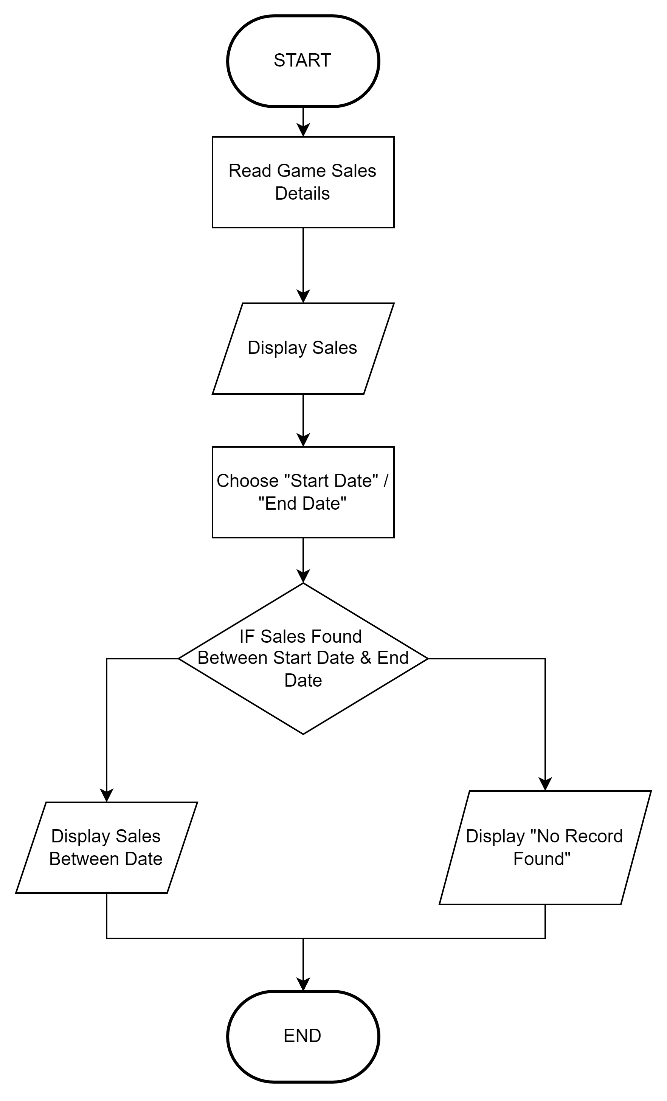 START
Read Game Sales
Details
Display Sales
Choose "Start Date" /
"End Date"
IF Sales Found
Between Start Date & End
Date
Display Sales
Between Date
Display "No Record
Found"
END